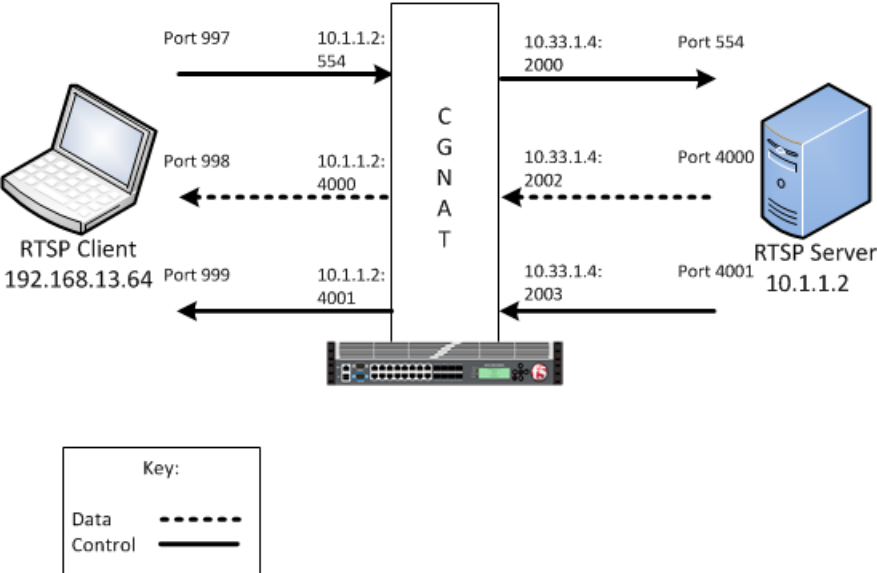 Port 997
10.1.1.2:
554
10.33.1.4:
2000
Port 554
C
G
N
A
T
Port 998
10.1.1.2:
4000
10.33.1.4:
2002
Port 4000
RTSP Client
192.168.13.64
RTSP Server
10.1.1.2
Port 999
10.1.1.2:
4001
10.33.1.4:
2003
Port 4001
f5
Key:
Data
Control